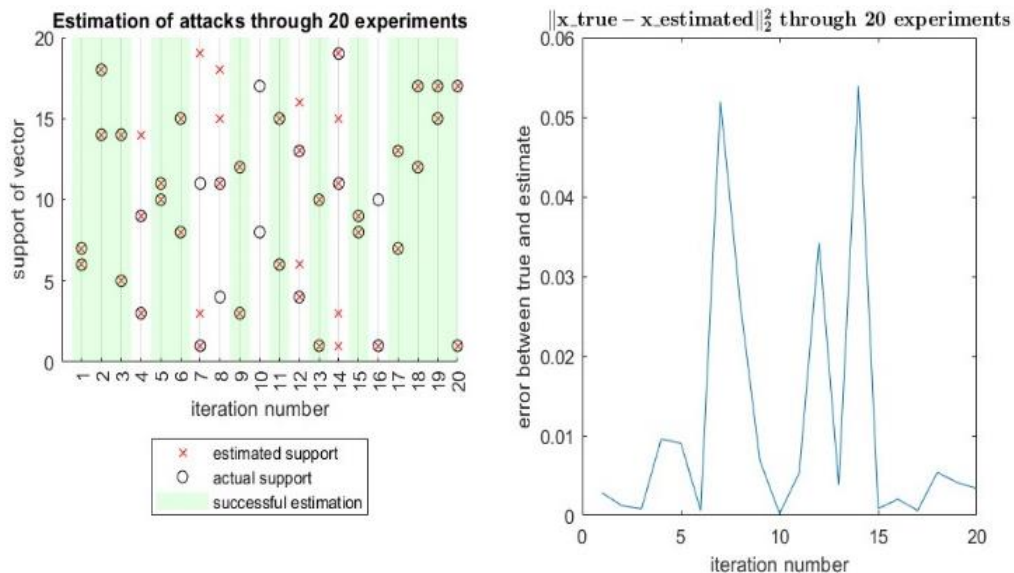 Estimation of attacks through 20 experiments
20
15
10
5
0
support of vector
1 2 3 4 5 6 7 8 9 10 11 12 13 14 15 16 17 18 19 20
iteration number
estimated support
actual support
successful estimation
‖x_true − x_estimated‖₂² through 20 experiments
0.06
0.05
0.04
0.03
0.02
0.01
0
error between true and estimate
0 5 10 15 20
iteration number